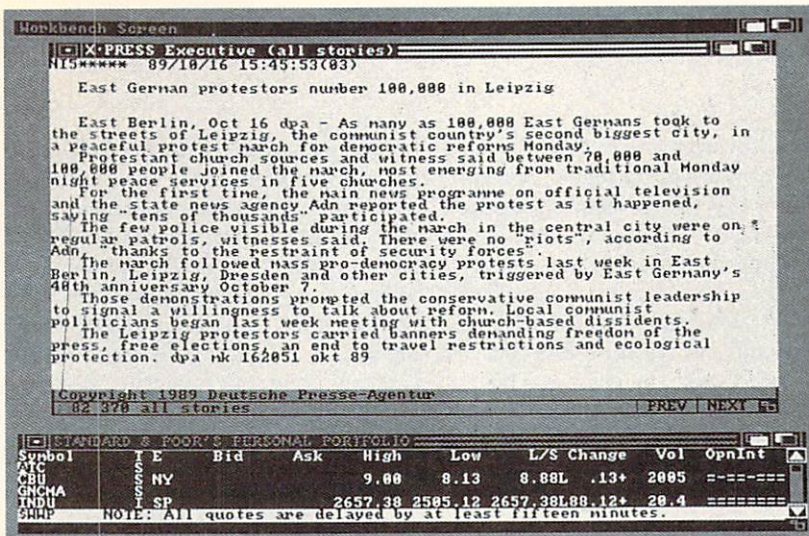 Workbench Screen
X·PRESS Executive (all stories)
NI5***** 89/10/16 15:45:53(03)
East German protestors number 100,000 in Leipzig
East Berlin, Oct 16 dpa - As many as 100,000 East Germans took to
the streets of Leipzig, the communist country's second biggest city, in
a peaceful protest march for democratic reforms Monday.
Protestant church sources and witness said between 70,000 and
100,000 people joined the march, most emerging from traditional Monday
night peace services in five churches.
For the first time, the main news programme on official television
and the state news agency Adn reported the protest as it happened,
saying "tens of thousands" participated.
The few police visible during the march in the central city were on
regular patrols, witnesses said. There were no "riots", according to
Adn, "thanks to the restraint of security forces".
The march followed mass pro-democracy protests last week in East
Berlin, Leipzig, Dresden and other cities, triggered by East Germany's
40th anniversary October 7.
Those demonstrations prompted the conservative communist leadership
to signal a willingness to talk about reform. Local communist
politicians began last week meeting with church-based dissidents.
The Leipzig protestors carried banners demanding freedom of the
press, free elections, an end to travel restrictions and ecological
protection. dpa mk 162051 okt 89
Copyright 1989 Deutsche Presse-Agentur
82 370 all stories PREV NEXT
STANDARD & POOR'S PERSONAL PORTFOLIO
Symbol T E Bid Ask High Low L/S Change Vol OpnInt
ATC S
CBU S NY 9.00 8.13 8.88L .13+ 2005 =-==-===
GNCMA S
INDU I SP 2657.38 2505.12 2657.38L88.12+ 20.4 ========
NOTE: All quotes are delayed by at least fifteen minutes.